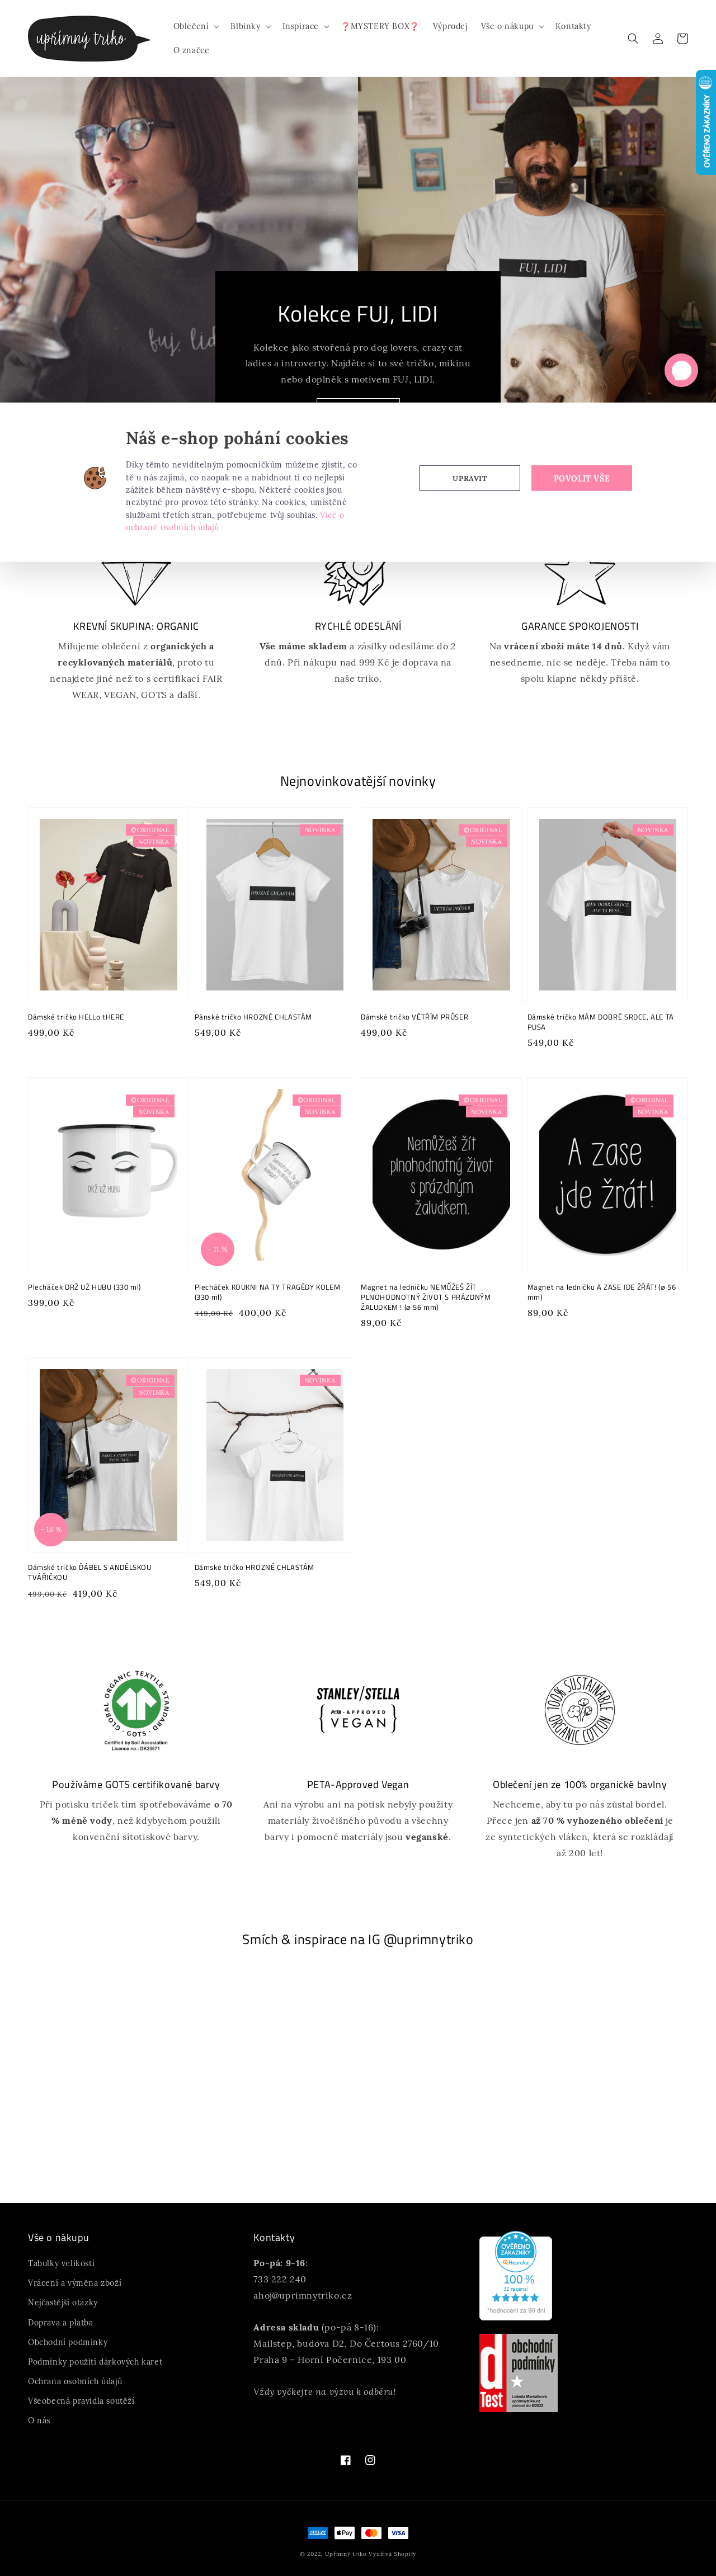 upřímný triko
Oblečení
Blbinky
Inspirace
❓MYSTERY BOX❓
Výprodej
Vše o nákupu
Kontakty
O značce
OVĚŘENO ZÁKAZNÍKY
FUJ, LIDI
Kolekce FUJ, LIDI
Kolekce jako stvořená pro dog lovers, crazy cat
ladies a introverty. Najděte si to své tričko, mikinu
nebo doplněk s motivem FUJ, LIDI.
Náš e-shop pohání cookies
Díky těmto neviditelným pomocníkům můžeme zjistit, co
tě u nás zajímá, co naopak ne a nabídnout ti co nejlepší
zážitek během návštěvy e-shopu. Některé cookies jsou
nezbytné pro provoz této stránky. Na cookies, umístěné
službami třetích stran, potřebujeme tvůj souhlas. Více o
ochraně osobních údajů
UPRAVIT
POVOLIT VŠE
KREVNÍ SKUPINA: ORGANIC
Milujeme oblečení z organických a
recyklovaných materiálů, proto tu
nenajdete jiné než to s certifikací FAIR
WEAR, VEGAN, GOTS a další.
RYCHLÉ ODESLÁNÍ
Vše máme skladem a zásilky odesíláme do 2
dnů. Při nákupu nad 999 Kč je doprava na
naše triko.
GARANCE SPOKOJENOSTI
Na vrácení zboží máte 14 dnů. Když vám
nesedneme, nic se neděje. Třeba nám to
spolu klapne někdy příště.
Nejnovinkovatější novinky
©ORIGINAL
NOVINKA
Dámské tričko HELLo tHERE
499,00 Kč
NOVINKA
HROZNĚ CHLASTÁM
Pánské tričko HROZNĚ CHLASTÁM
549,00 Kč
©ORIGINAL
NOVINKA
VĚTŘÍM PRŮSER
Dámské tričko VĚTŘÍM PRŮSER
499,00 Kč
NOVINKA
MÁM DOBRÉ SRDCE,
ALE TA PUSA.
Dámské tričko MÁM DOBRÉ SRDCE, ALE TA
PUSA
549,00 Kč
©ORIGINAL
NOVINKA
DRŽ UŽ HUBU
Plecháček DRŽ UŽ HUBU (330 ml)
399,00 Kč
©ORIGINAL
NOVINKA
- 11 %
Plecháček KOUKNI NA TY TRAGÉDY KOLEM
(330 ml)
449,00 Kč 400,00 Kč
©ORIGINAL
NOVINKA
Nemůžeš žít
plnohodnotný život
s prázdným
žaludkem.
Magnet na ledničku NEMŮŽEŠ ŽÍT
PLNOHODNOTNÝ ŽIVOT S PRÁZDNÝM
ŽALUDKEM ! (⌀ 56 mm)
89,00 Kč
©ORIGINAL
NOVINKA
A zase
jde žrát!
Magnet na ledničku A ZASE JDE ŽŘÁT! (⌀ 56
mm)
89,00 Kč
©ORIGINAL
NOVINKA
- 16 %
Dámské tričko ĎÁBEL S ANDĚLSKOU
TVÁŘIČKOU
499,00 Kč 419,00 Kč
NOVINKA
HROZNĚ CHLASTÁM
Dámské tričko HROZNĚ CHLASTÁM
549,00 Kč
GLOBAL ORGANIC TEXTILE STANDARD · GOTS
Certified by Soil Association
Licence no.: DK25671
Používáme GOTS certifikované barvy
Při potisku triček tím spotřebováváme o 70
% méně vody, než kdybychom použili
konvenční sítotiskové barvy.
STANLEY/STELLA
PETA-APPROVED
VEGAN
PETA-Approved Vegan
Ani na výrobu ani na potisk nebyly použity
materiály živočišného původu a všechny
barvy i pomocné materiály jsou veganské.
100% SUSTAINABLE
ORGANIC COTTON
Oblečení jen ze 100% organické bavlny
Nechceme, aby tu po nás zůstal bordel.
Přece jen až 70 % vyhozeného oblečení je
ze syntetických vláken, která se rozkládají
až 200 let!
Smích & inspirace na IG @uprimnytriko
Vše o nákupu
Tabulky velikostí
Vrácení a výměna zboží
Nejčastější otázky
Doprava a platba
Obchodní podmínky
Podmínky použití dárkových karet
Ochrana osobních údajů
Všeobecná pravidla soutěží
O nás
Kontakty
Po-pá: 9-16:
733 222 240
ahoj@uprimnytriko.cz
Adresa skladu (po-pá 8-16):
Mailstep, budova D2, Do Čertous 2760/10
Praha 9 – Horní Počernice, 193 00
Vždy vyčkejte na výzvu k odběru!
OVĚŘENO
ZÁKAZNÍKY
Heureka
100 %
32 recenzí
*hodnocení za 90 dní
d
Test
obchodní
podmínky
uprimnytriko.cz
© 2022, Upřímný triko Využívá Shopify